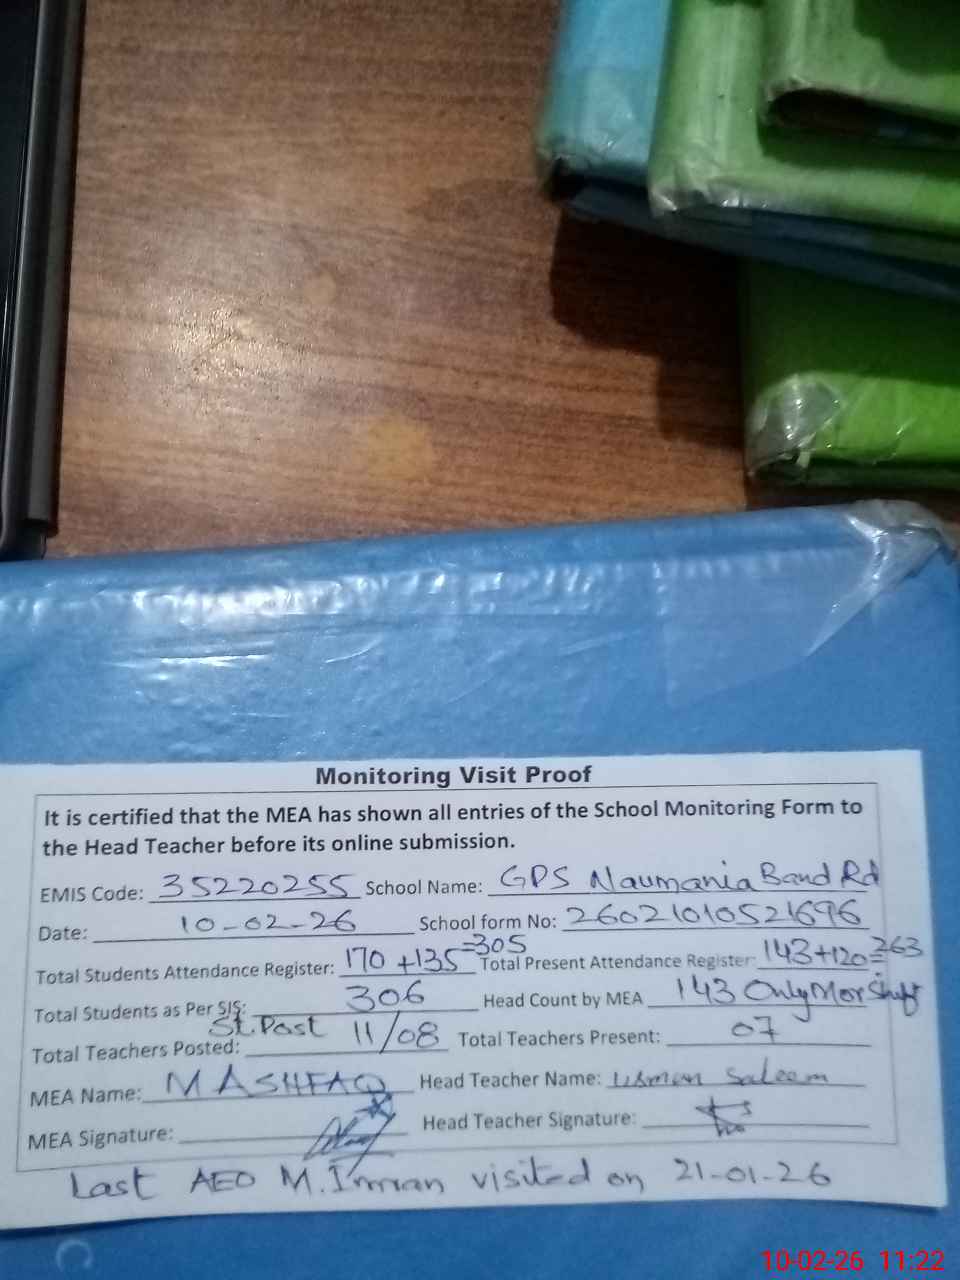 Monitoring Visit Proof
It is certified that the MEA has shown all entries of the School Monitoring Form to
the Head Teacher before its online submission.
EMIS Code: 35220255 School Name: GPS Naumania Band Rd
Date: 10-02-26 School form No: 26021010521696
Total Students Attendance Register: 170+135=305 Total Present Attendance Register: 143+120=263
Total Students as Per SIS: 306 Head Count by MEA 143 Only Mor Shift
St. Post
Total Teachers Posted: 11/08 Total Teachers Present: 07
MEA Name: M ASHFAQ Head Teacher Name: Usman Saleem
MEA Signature: Head Teacher Signature:
Last AEO M. Imran visited on 21-01-26
10-02-26 11:22